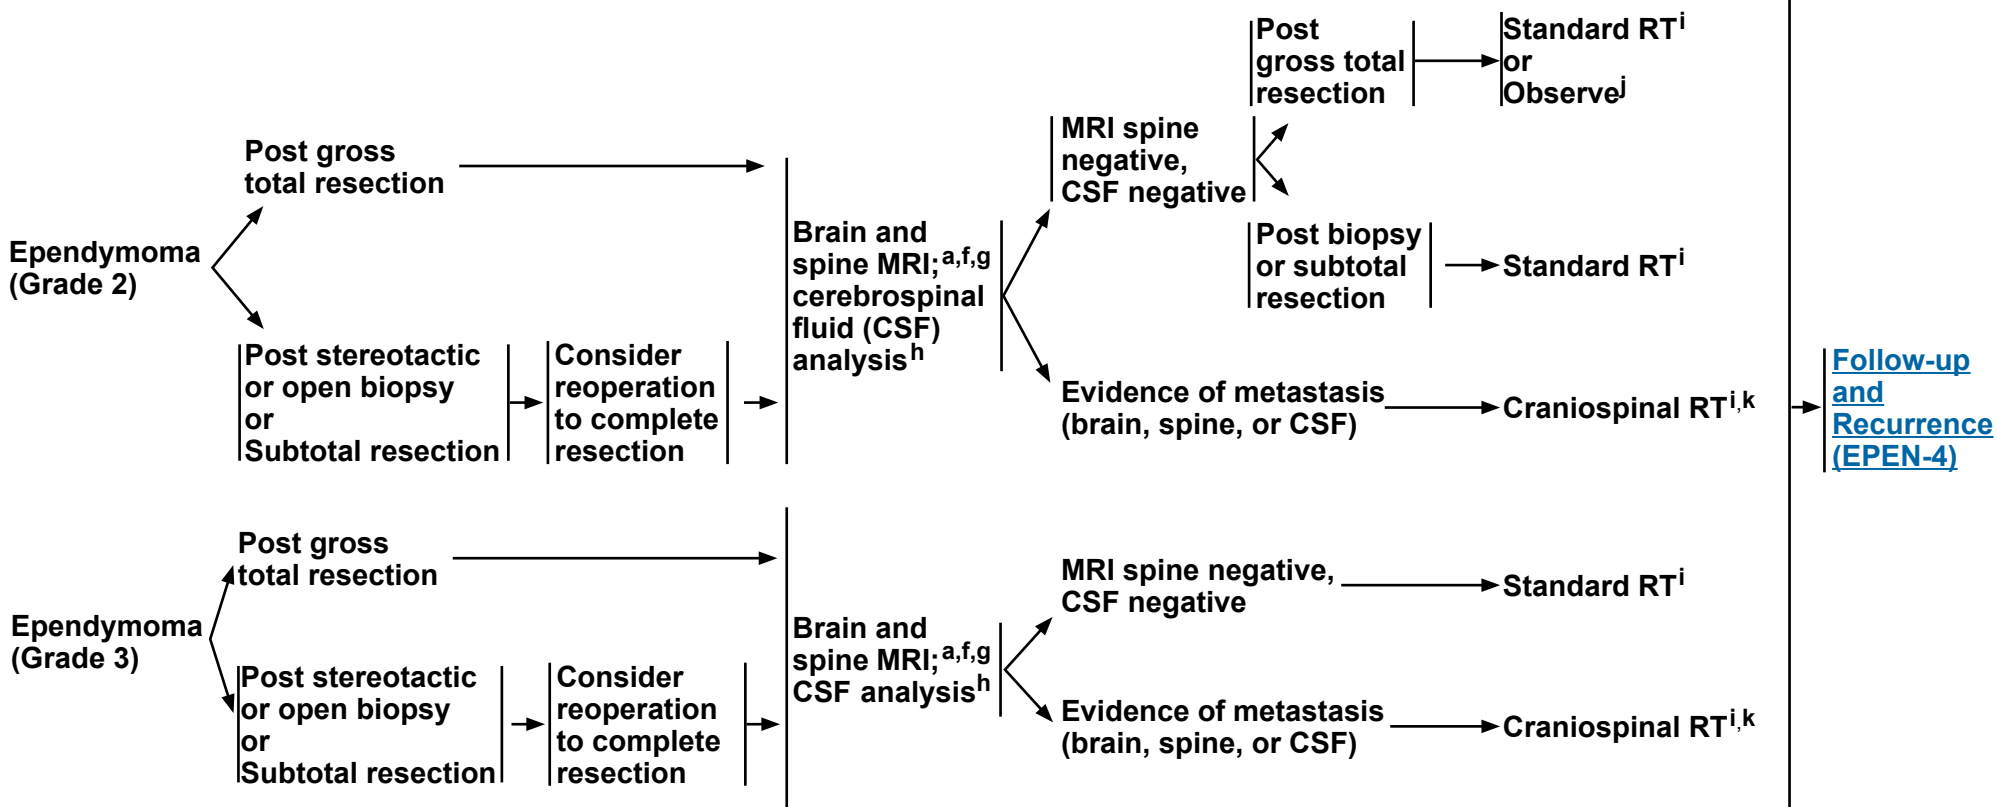 Ependymoma
(Grade 2)
Post gross
total resection
Post stereotactic
or open biopsy
or
Subtotal resection
Consider
reoperation
to complete
resection
Brain and
spine MRI;a,f,g
cerebrospinal
fluid (CSF)
analysish
MRI spine
negative,
CSF negative
Post
gross total
resection
Standard RTi
or
Observej
Post biopsy
or subtotal
resection
Standard RTi
Evidence of metastasis
(brain, spine, or CSF)
Craniospinal RTi,k
Ependymoma
(Grade 3)
Post gross
total resection
Post stereotactic
or open biopsy
or
Subtotal resection
Consider
reoperation
to complete
resection
Brain and
spine MRI;a,f,g
CSF analysish
MRI spine negative,
CSF negative
Standard RTi
Evidence of metastasis
(brain, spine, or CSF)
Craniospinal RTi,k
Follow-up
and
Recurrence
(EPEN-4)